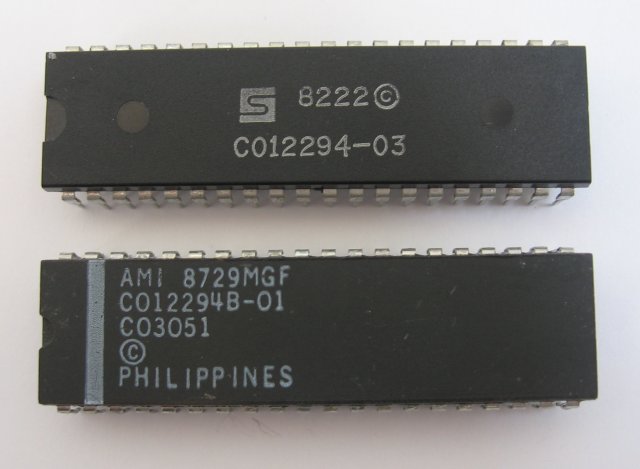 S 8222©
C012294-03
AMI 8729MGF
C012294B-01
C03051
©
PHILIPPINES